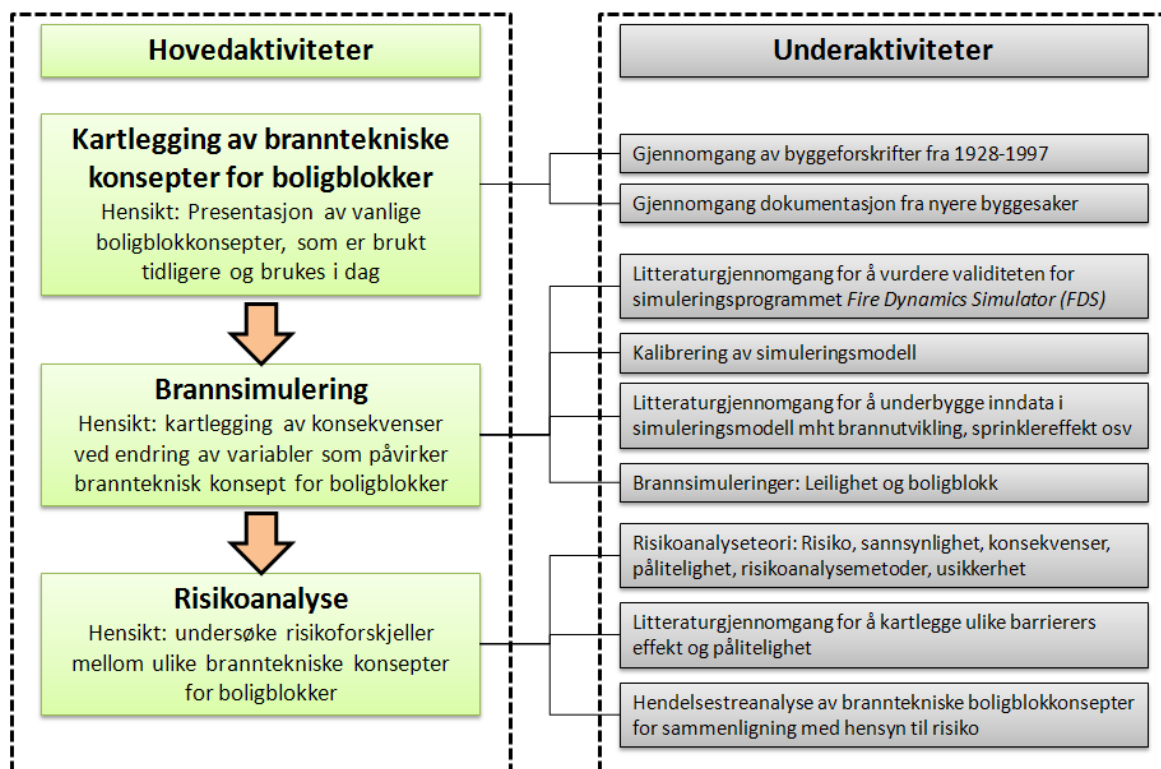 Hovedaktiviteter
Kartlegging av branntekniske
konsepter for boligblokker
Hensikt: Presentasjon av vanlige
boligblokkonsepter, som er brukt
tidligere og brukes i dag
Brannsimulering
Hensikt: kartlegging av konsekvenser
ved endring av variabler som påvirker
brannteknisk konsept for boligblokker
Risikoanalyse
Hensikt: undersøke risikoforskjeller
mellom ulike branntekniske konsepter
for boligblokker
Underaktiviteter
Gjennomgang av byggeforskrifter fra 1928-1997
Gjennomgang dokumentasjon fra nyere byggesaker
Litteraturgjennomgang for å vurdere validiteten for
simuleringsprogrammet Fire Dynamics Simulator (FDS)
Kalibrering av simuleringsmodell
Litteraturgjennomgang for å underbygge inndata i
simuleringsmodell mht brannutvikling, sprinklereffekt osv
Brannsimuleringer: Leilighet og boligblokk
Risikoanalyseteori: Risiko, sannsynlighet, konsekvenser,
pålitelighet, risikoanalysemetoder, usikkerhet
Litteraturgjennomgang for å kartlegge ulike barrierers
effekt og pålitelighet
Hendelsestreanalyse av branntekniske boligblokkonsepter
for sammenligning med hensyn til risiko